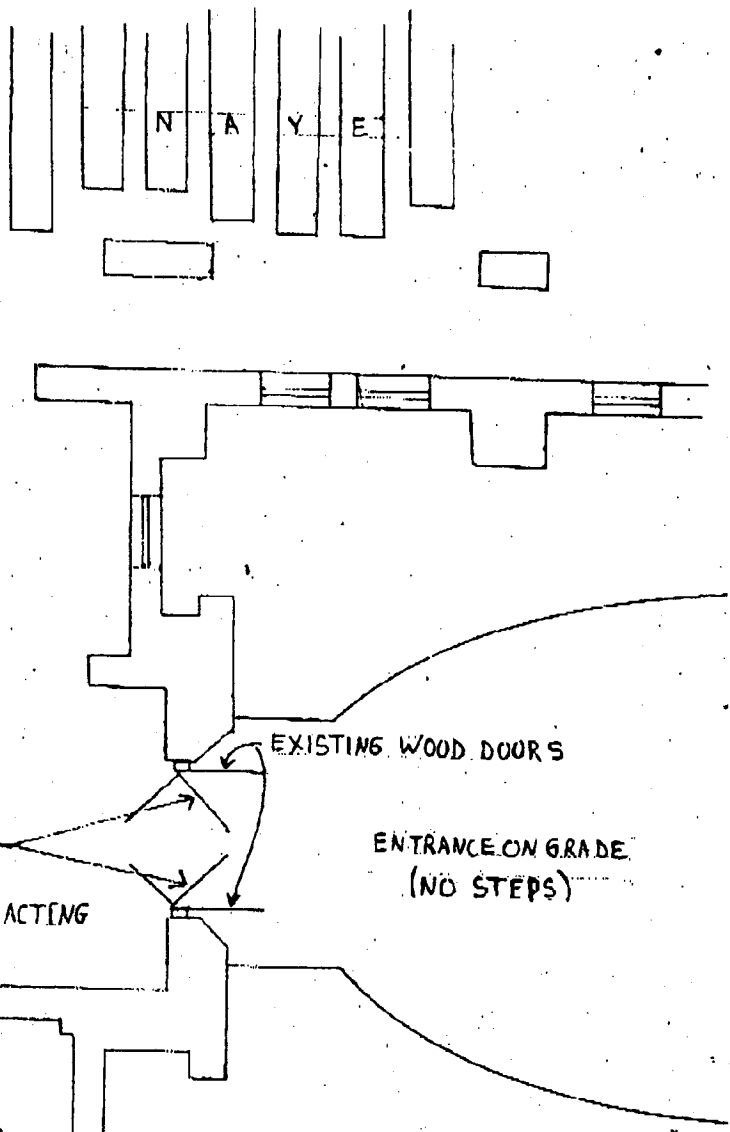 N A Y E
EXISTING WOOD DOORS
ENTRANCE ON GRADE
(NO STEPS)
ACTING